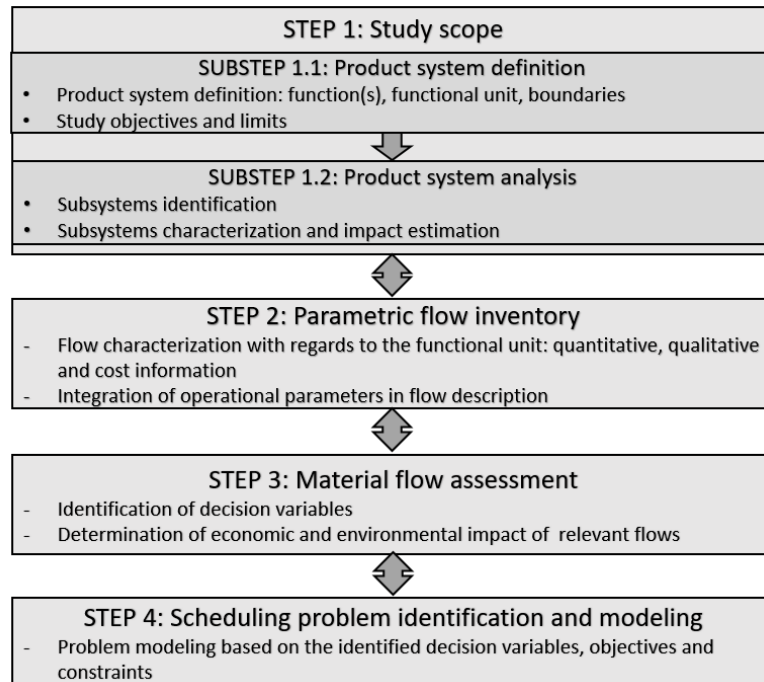 STEP 1: Study scope
SUBSTEP 1.1: Product system definition
• Product system definition: function(s), functional unit, boundaries
• Study objectives and limits
SUBSTEP 1.2: Product system analysis
• Subsystems identification
• Subsystems characterization and impact estimation
STEP 2: Parametric flow inventory
- Flow characterization with regards to the functional unit: quantitative, qualitative
and cost information
- Integration of operational parameters in flow description
STEP 3: Material flow assessment
- Identification of decision variables
- Determination of economic and environmental impact of relevant flows
STEP 4: Scheduling problem identification and modeling
- Problem modeling based on the identified decision variables, objectives and
constraints